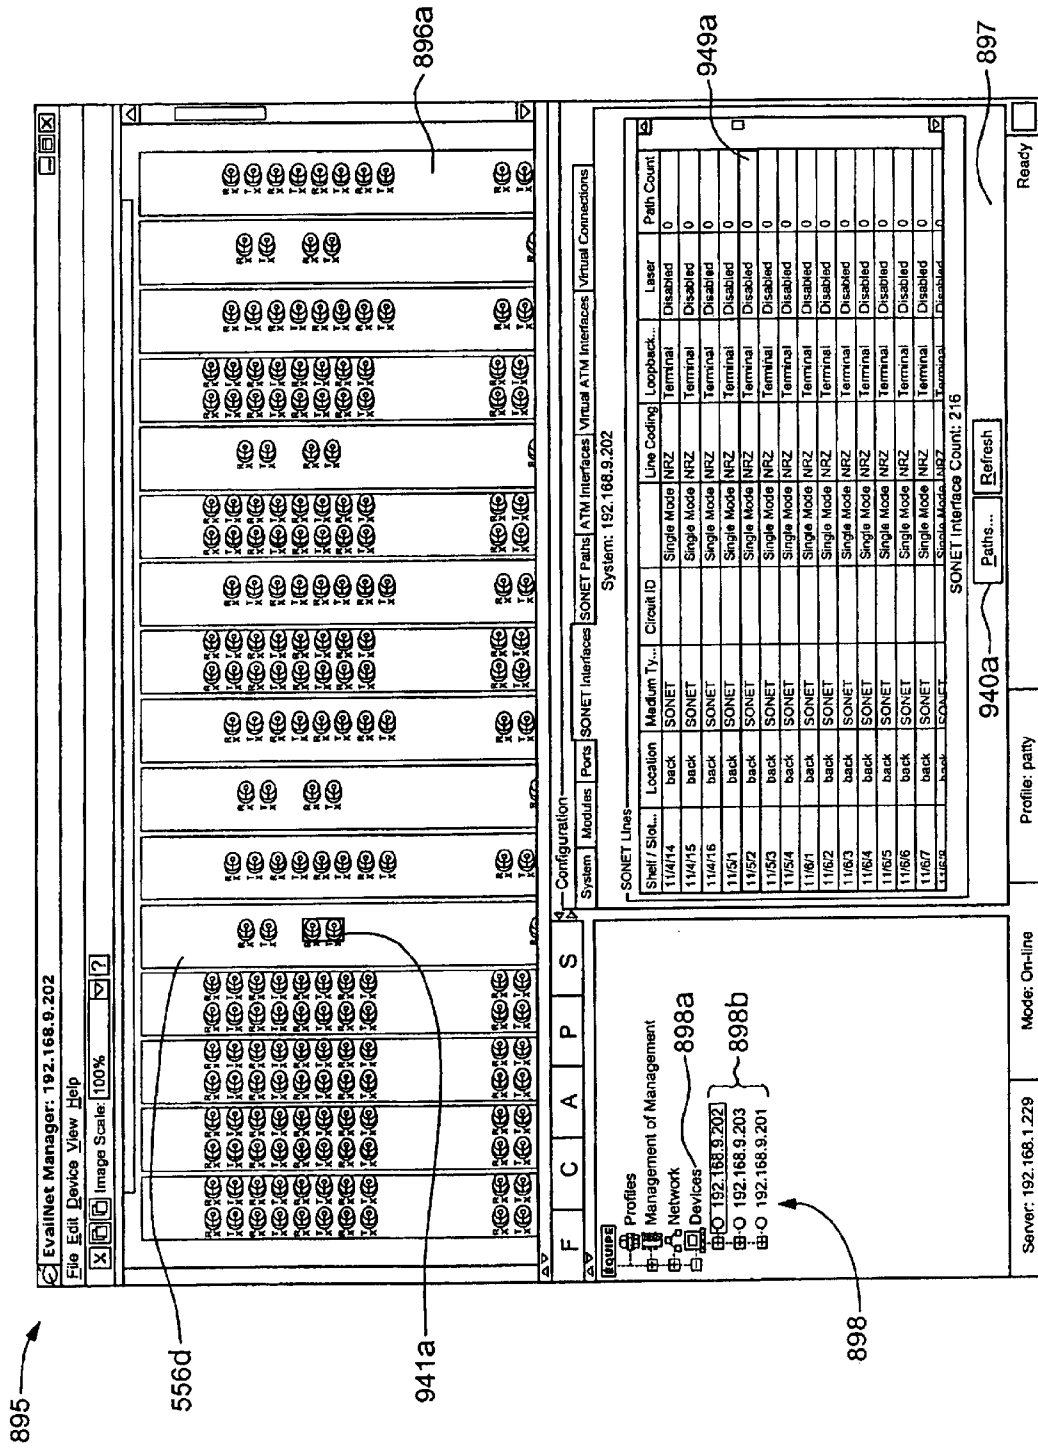 895
EvailNet Manager: 192.168.9.202
File Edit Device View Help
Image Scale: 100%
?
556d
941a
896a
F C A P S
EQUIPE
Profiles
Management of Management
Network
Devices
898a
192.168.9.202
192.168.9.203
192.168.9.201
898b
898
Configuration
System Modules Ports SONET Interfaces SONET Paths ATM Interfaces Virtual ATM Interfaces Virtual Connections
System: 192.168.9.202
SONET Lines
Shelf / Slot... Location Medium Ty... Circuit ID Line Coding Loopback... Laser Path Count
11/4/14 back SONET Single Mode NRZ Terminal Disabled 0
11/4/15 back SONET Single Mode NRZ Terminal Disabled 0
11/4/16 back SONET Single Mode NRZ Terminal Disabled 0
11/5/1 back SONET Single Mode NRZ Terminal Disabled 0
11/5/2 back SONET Single Mode NRZ Terminal Disabled 0
11/5/3 back SONET Single Mode NRZ Terminal Disabled 0
11/5/4 back SONET Single Mode NRZ Terminal Disabled 0
11/6/1 back SONET Single Mode NRZ Terminal Disabled 0
11/6/2 back SONET Single Mode NRZ Terminal Disabled 0
11/6/3 back SONET Single Mode NRZ Terminal Disabled 0
11/6/4 back SONET Single Mode NRZ Terminal Disabled 0
11/6/5 back SONET Single Mode NRZ Terminal Disabled 0
11/6/6 back SONET Single Mode NRZ Terminal Disabled 0
11/6/7 back SONET Single Mode NRZ Terminal Disabled 0
11/6/8 back SONET Single Mode NRZ Terminal Disabled 0
SONET Interface Count: 216
949a
940a
Paths... Refresh
897
Server: 192.168.1.229 Mode: On-line Profile: patty Ready